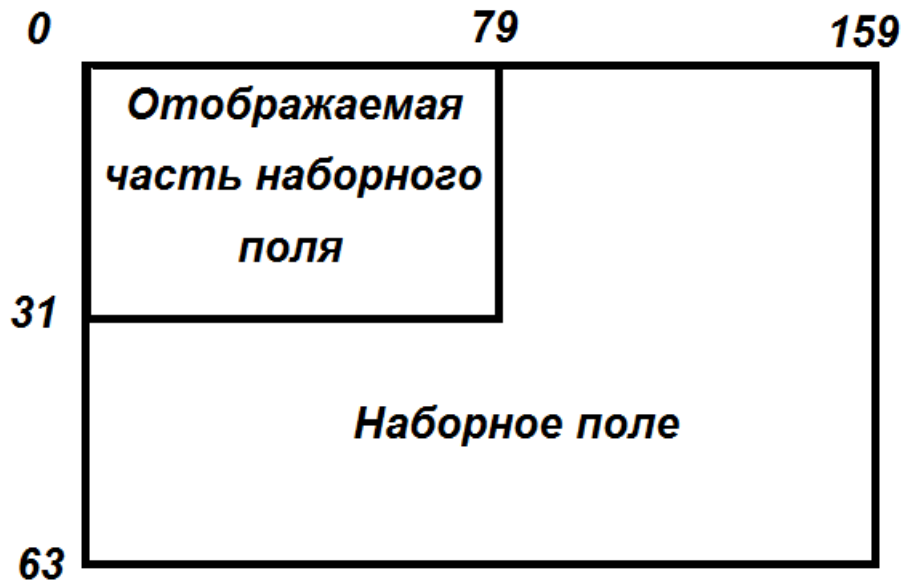 0 79 159
Отображаемая
часть наборного
поля
31
Наборное поле
63